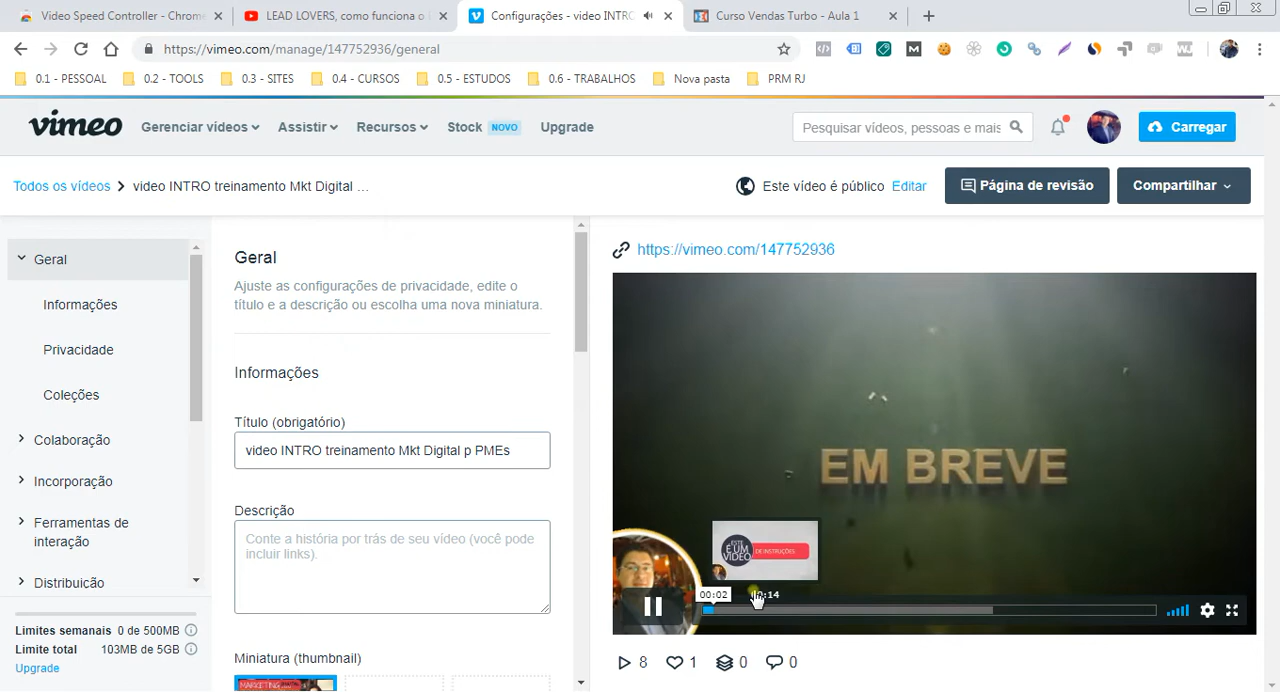 Video Speed Controller - Chrome
LEAD LOVERS, como funciona o
Configurações - video INTRO
Curso Vendas Turbo - Aula 1
https://vimeo.com/manage/147752936/general
0.1 - PESSOAL
0.2 - TOOLS
0.3 - SITES
0.4 - CURSOS
0.5 - ESTUDOS
0.6 - TRABALHOS
Nova pasta
PRM RJ
vimeo
Gerenciar vídeos
Assistir
Recursos
Stock NOVO
Upgrade
Pesquisar vídeos, pessoas e mais
Carregar
Todos os vídeos
video INTRO treinamento Mkt Digital ...
Este vídeo é público Editar
Página de revisão
Compartilhar
Geral
Informações
Privacidade
Coleções
Colaboração
Incorporação
Ferramentas de
interação
Distribuição
Limites semanais 0 de 500MB
Limite total 103MB de 5GB
Upgrade
Geral
Ajuste as configurações de privacidade, edite o
título e a descrição ou escolha uma nova miniatura.
Informações
Título (obrigatório)
video INTRO treinamento Mkt Digital p PMEs
Descrição
Conte a história por trás de seu vídeo (você pode
incluir links).
Miniatura (thumbnail)
MARKETING
https://vimeo.com/147752936
EM BREVE
ESTE
É UM
VÍDEO
DE INSTRUÇÕES
00:02
:14
8
1
0
0